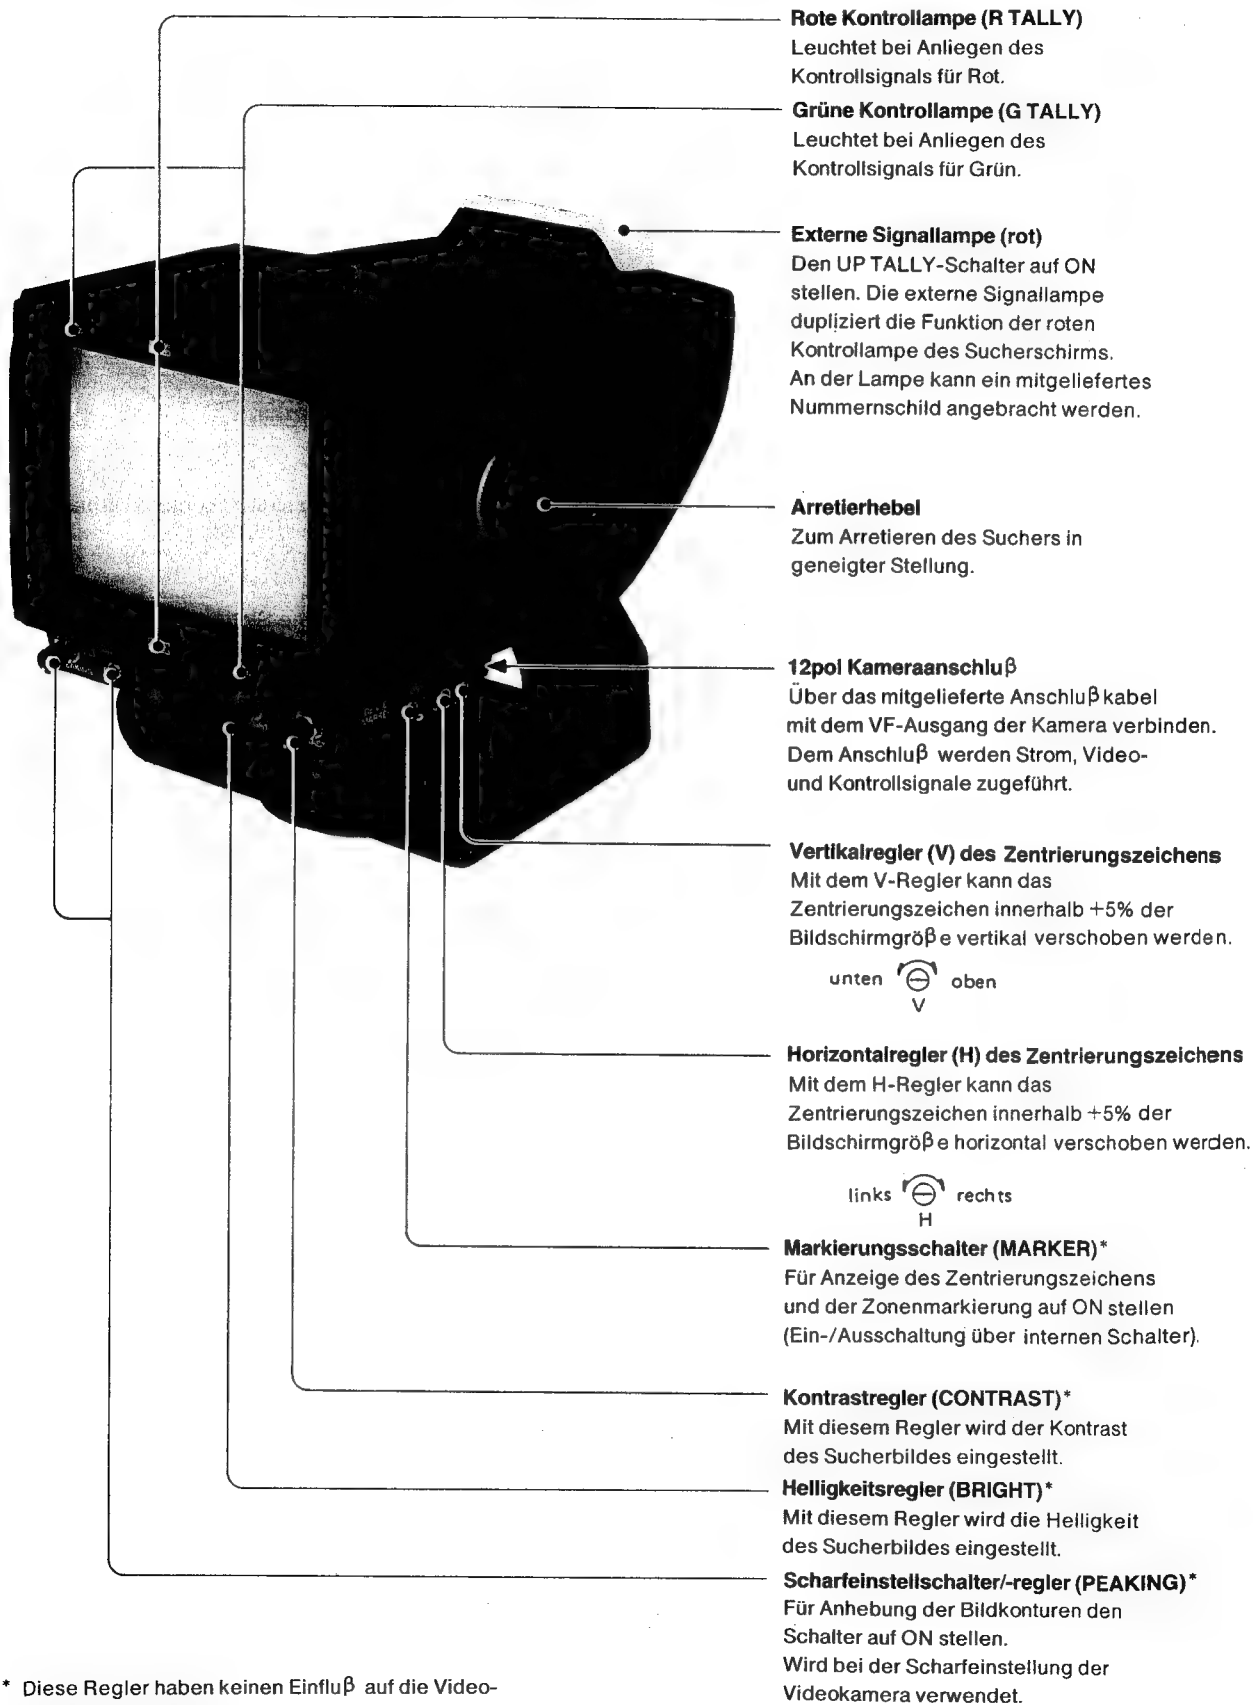 Rote Kontrollampe (R TALLY)
Leuchtet bei Anliegen des
Kontrollsignals für Rot.
Grüne Kontrollampe (G TALLY)
Leuchtet bei Anliegen des
Kontrollsignals für Grün.
Externe Signallampe (rot)
Den UP TALLY-Schalter auf ON
stellen. Die externe Signallampe
dupliziert die Funktion der roten
Kontrollampe des Sucherschirms.
An der Lampe kann ein mitgeliefertes
Nummernschild angebracht werden.
Arretierhebel
Zum Arretieren des Suchers in
geneigter Stellung.
12pol Kameraanschluß
Über das mitgelieferte Anschlußkabel
mit dem VF-Ausgang der Kamera verbinden.
Dem Anschluß werden Strom, Video-
und Kontrollsignale zugeführt.
Vertikalregler (V) des Zentrierungszeichens
Mit dem V-Regler kann das
Zentrierungszeichen innerhalb +5% der
Bildschirmgröße vertikal verschoben werden.
unten oben
V
Horizontalregler (H) des Zentrierungszeichens
Mit dem H-Regler kann das
Zentrierungszeichen innerhalb +5% der
Bildschirmgröße horizontal verschoben werden.
links rechts
H
Markierungsschalter (MARKER)*
Für Anzeige des Zentrierungszeichens
und der Zonenmarkierung auf ON stellen
(Ein-/Ausschaltung über internen Schalter).
Kontrastregler (CONTRAST)*
Mit diesem Regler wird der Kontrast
des Sucherbildes eingestellt.
Helligkeitsregler (BRIGHT)*
Mit diesem Regler wird die Helligkeit
des Sucherbildes eingestellt.
Scharfeinstellschalter/-regler (PEAKING)*
Für Anhebung der Bildkonturen den
Schalter auf ON stellen.
Wird bei der Scharfeinstellung der
Videokamera verwendet.
* Diese Regler haben keinen Einfluß auf die Video-